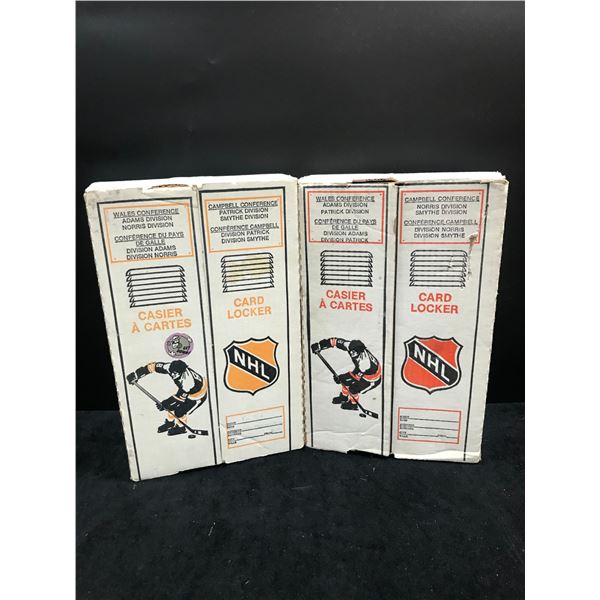 WALES CONFERENCE
ADAMS DIVISION
NORRIS DIVISION
CONFÉRENCE DU PAYS
DE GALLE
DIVISION ADAMS
DIVISION NORRIS
CASIER
À CARTES
CAMPBELL CONFERENCE
PATRICK DIVISION
SMYTHE DIVISION
CONFÉRENCE CAMPBELL
DIVISION PATRICK
DIVISION SMYTHE
CARD
LOCKER
NHL
WALES CONFERENCE
ADAMS DIVISION
PATRICK DIVISION
CONFÉRENCE DU PAYS
DE GALLE
DIVISION ADAMS
DIVISION PATRICK
CASIER
À CARTES
CAMPBELL CONFERENCE
NORRIS DIVISION
SMYTHE DIVISION
CONFÉRENCE CAMPBELL
DIVISION NORRIS
DIVISION SMYTHE
CARD
LOCKER
NHL